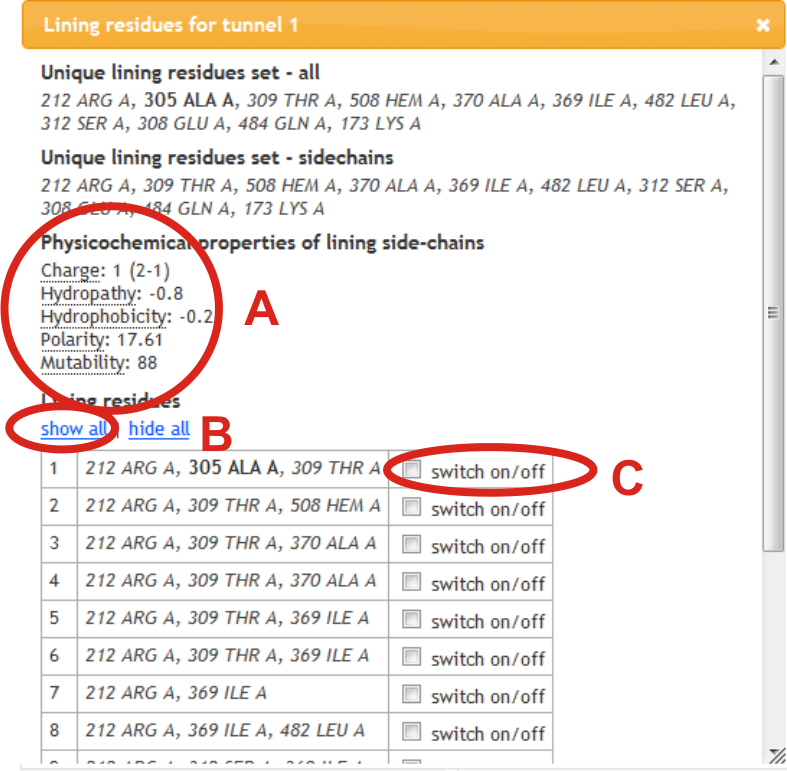 Lining residues for tunnel 1
Unique lining residues set - all
212 ARG A, 305 ALA A, 309 THR A, 508 HEM A, 370 ALA A, 369 ILE A, 482 LEU A,
312 SER A, 308 GLU A, 484 GLN A, 173 LYS A
Unique lining residues set - sidechains
212 ARG A, 309 THR A, 508 HEM A, 370 ALA A, 369 ILE A, 482 LEU A, 312 SER A,
308 GLU A, 484 GLN A, 173 LYS A
Physicochemical properties of lining side-chains
Charge: 1 (2-1)
Hydropathy: -0.8
Hydrophobicity: -0.2
A
Polarity: 17.61
Mutability: 88
Lining residues
show all | hide all
B
1 212 ARG A, 305 ALA A, 309 THR A switch on/off
C
2 212 ARG A, 309 THR A, 508 HEM A switch on/off
3 212 ARG A, 309 THR A, 370 ALA A switch on/off
4 212 ARG A, 309 THR A, 370 ALA A switch on/off
5 212 ARG A, 309 THR A, 369 ILE A switch on/off
6 212 ARG A, 309 THR A, 369 ILE A switch on/off
7 212 ARG A, 369 ILE A switch on/off
8 212 ARG A, 369 ILE A, 482 LEU A switch on/off